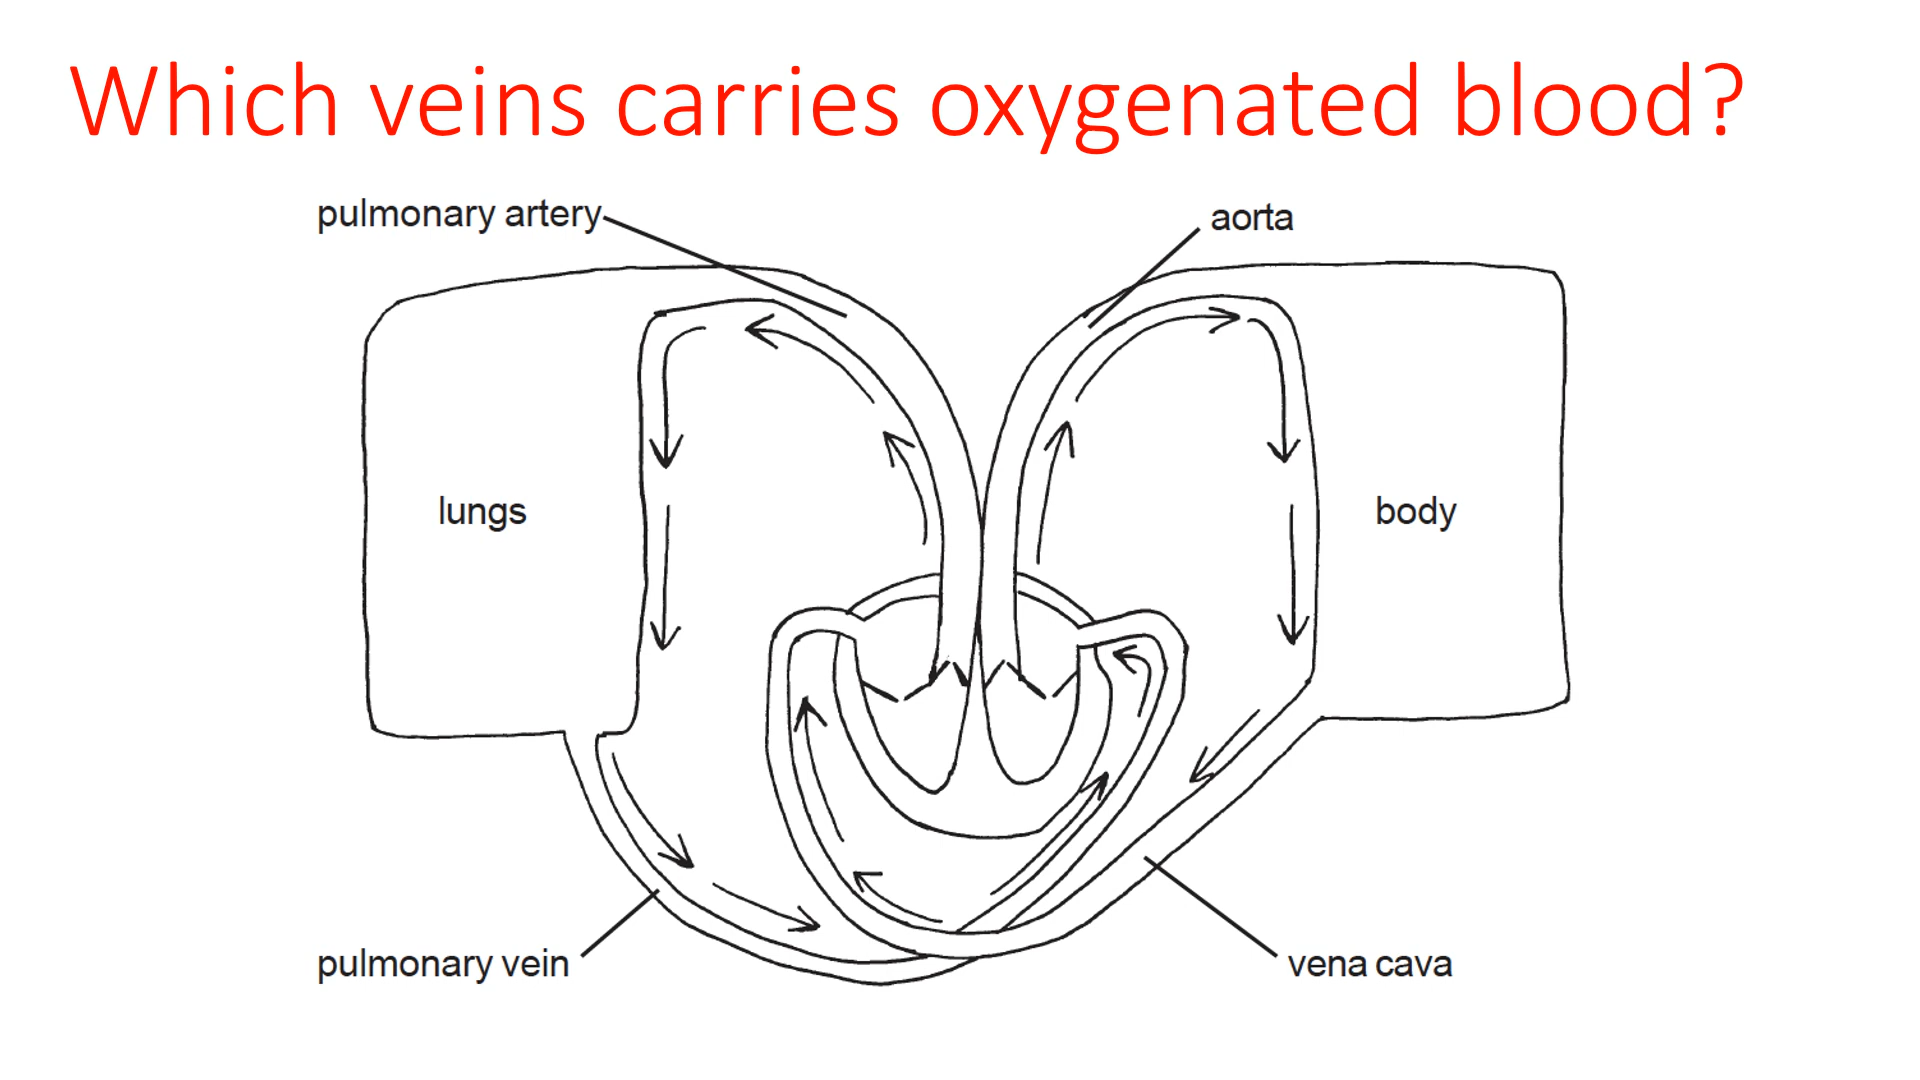 Which veins carries oxygenated blood?
pulmonary artery
aorta
lungs
body
pulmonary vein
vena cava